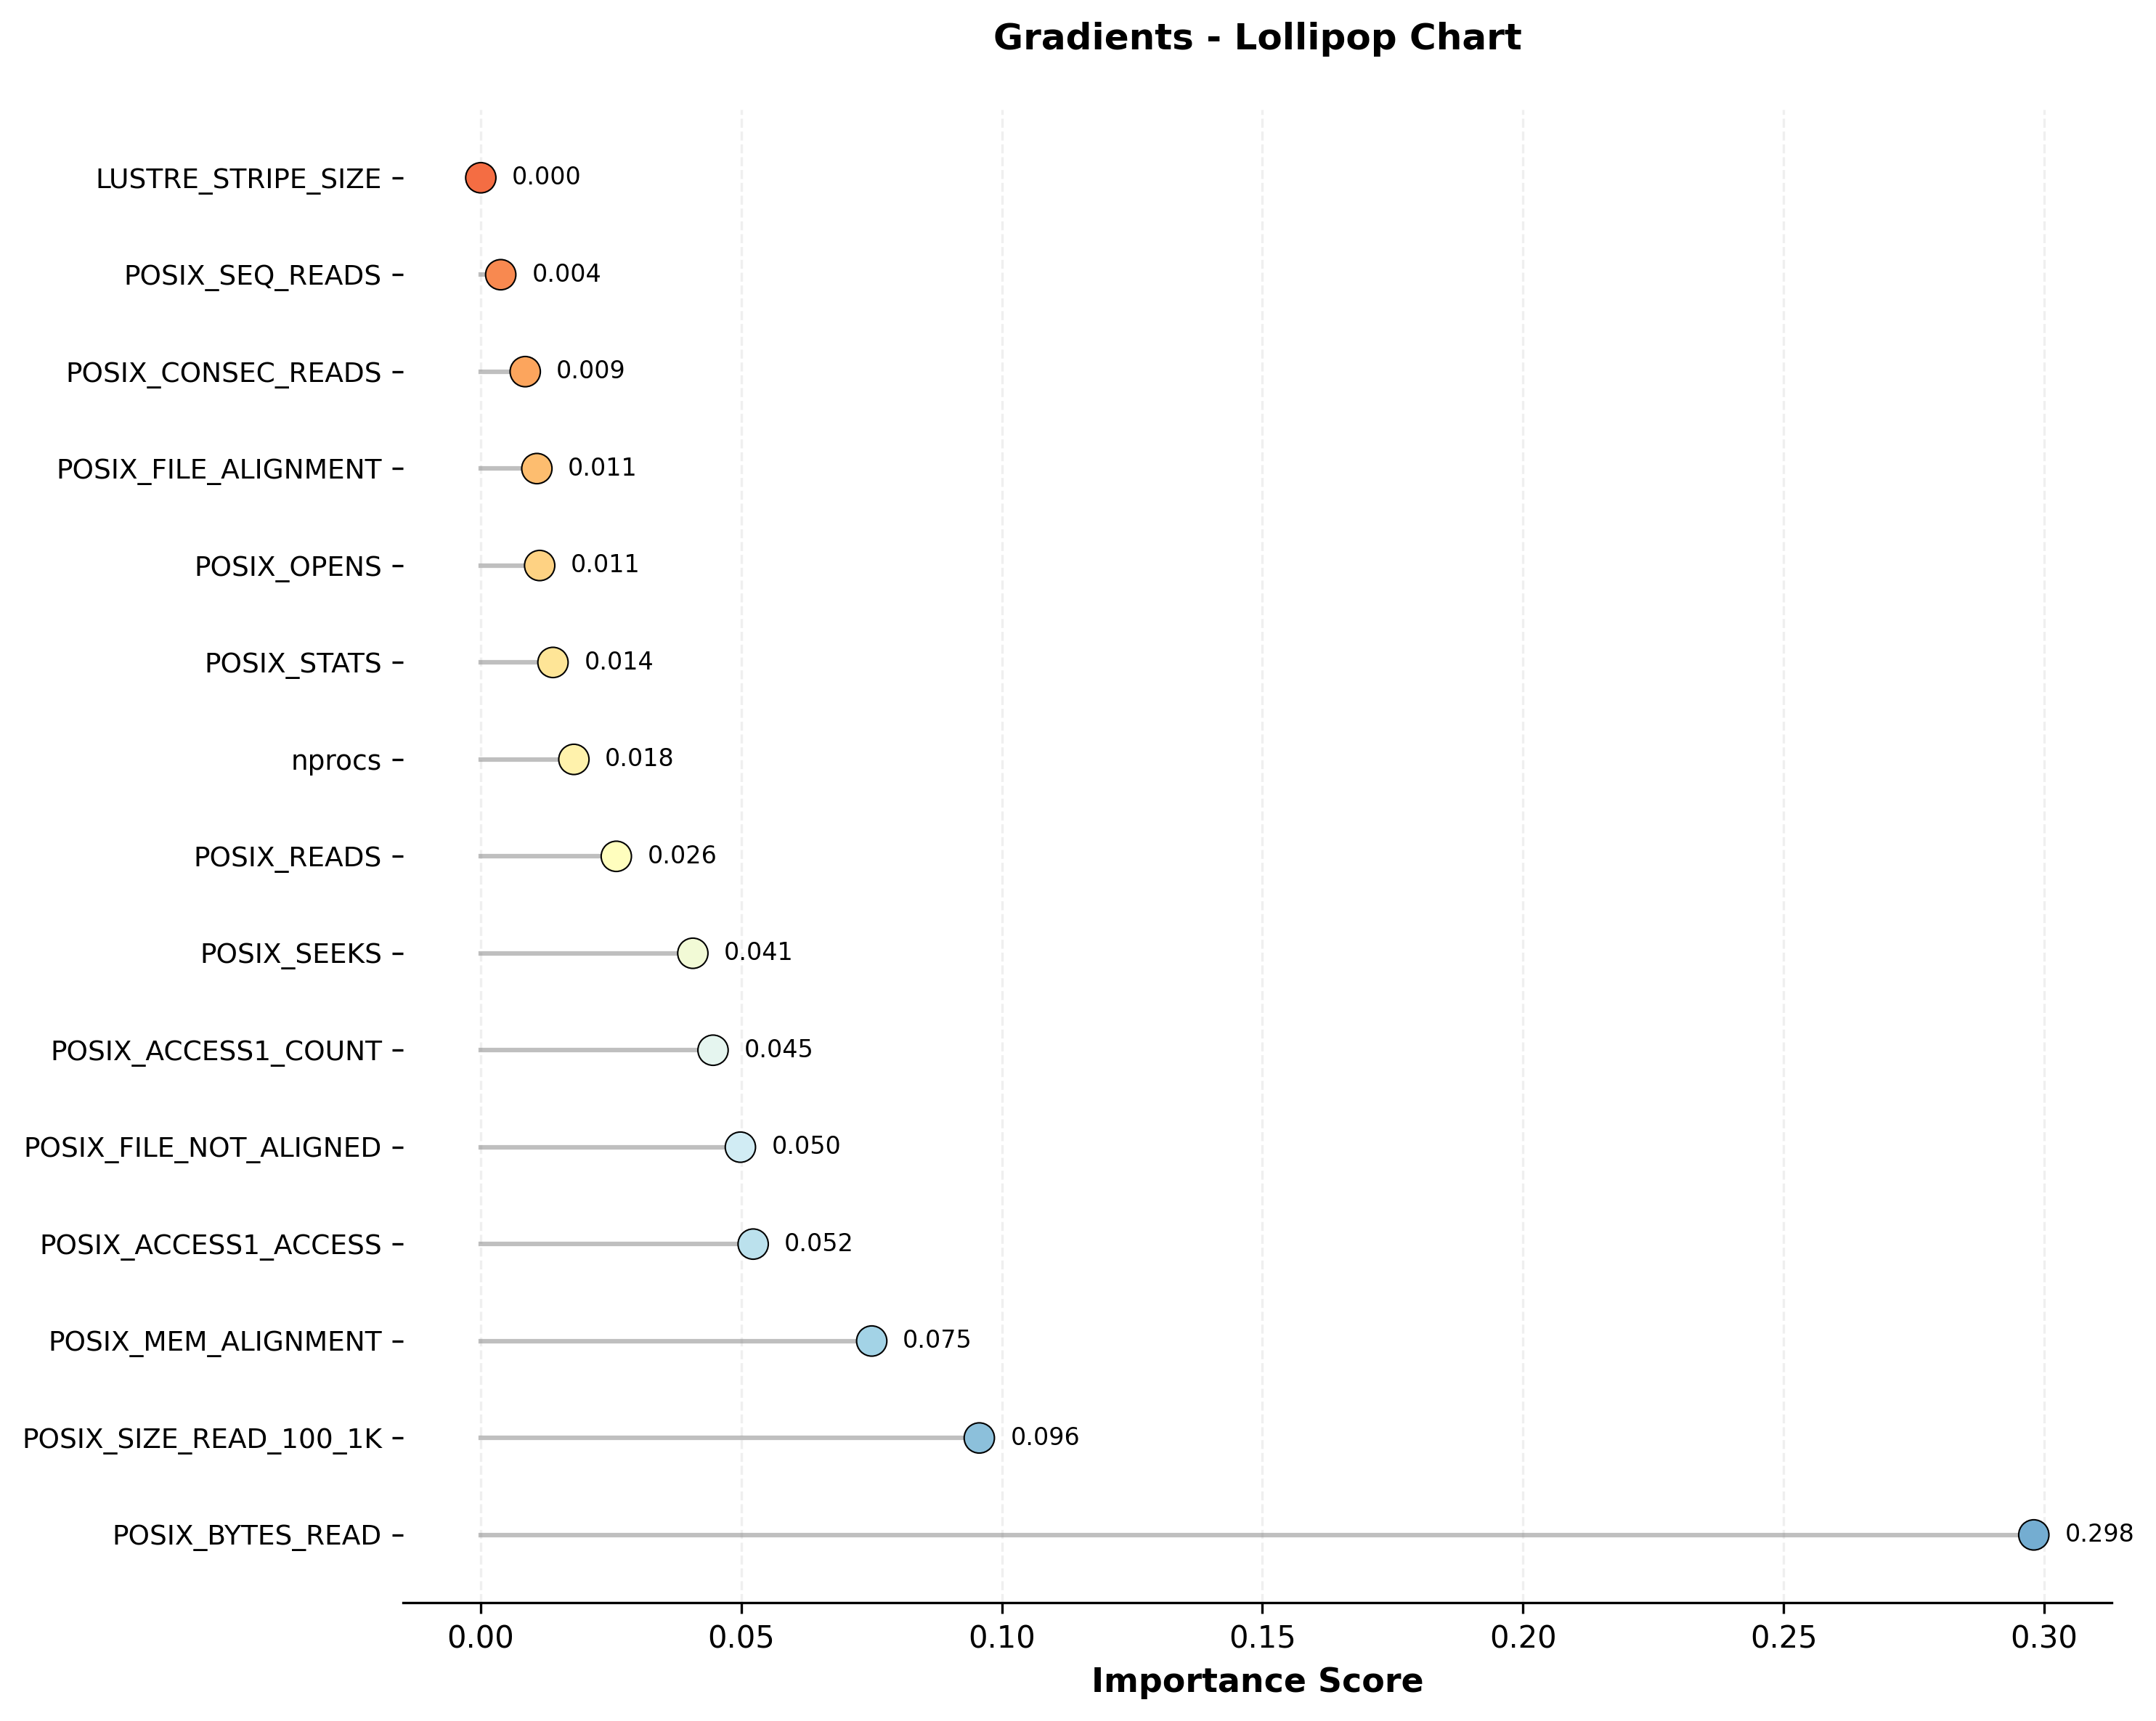 Gradients - Lollipop Chart
LUSTRE_STRIPE_SIZE 0.000
POSIX_SEQ_READS 0.004
POSIX_CONSEC_READS 0.009
POSIX_FILE_ALIGNMENT 0.011
POSIX_OPENS 0.011
POSIX_STATS 0.014
nprocs 0.018
POSIX_READS 0.026
POSIX_SEEKS 0.041
POSIX_ACCESS1_COUNT 0.045
POSIX_FILE_NOT_ALIGNED 0.050
POSIX_ACCESS1_ACCESS 0.052
POSIX_MEM_ALIGNMENT 0.075
POSIX_SIZE_READ_100_1K 0.096
POSIX_BYTES_READ 0.298
0.00 0.05 0.10 0.15 0.20 0.25 0.30
Importance Score